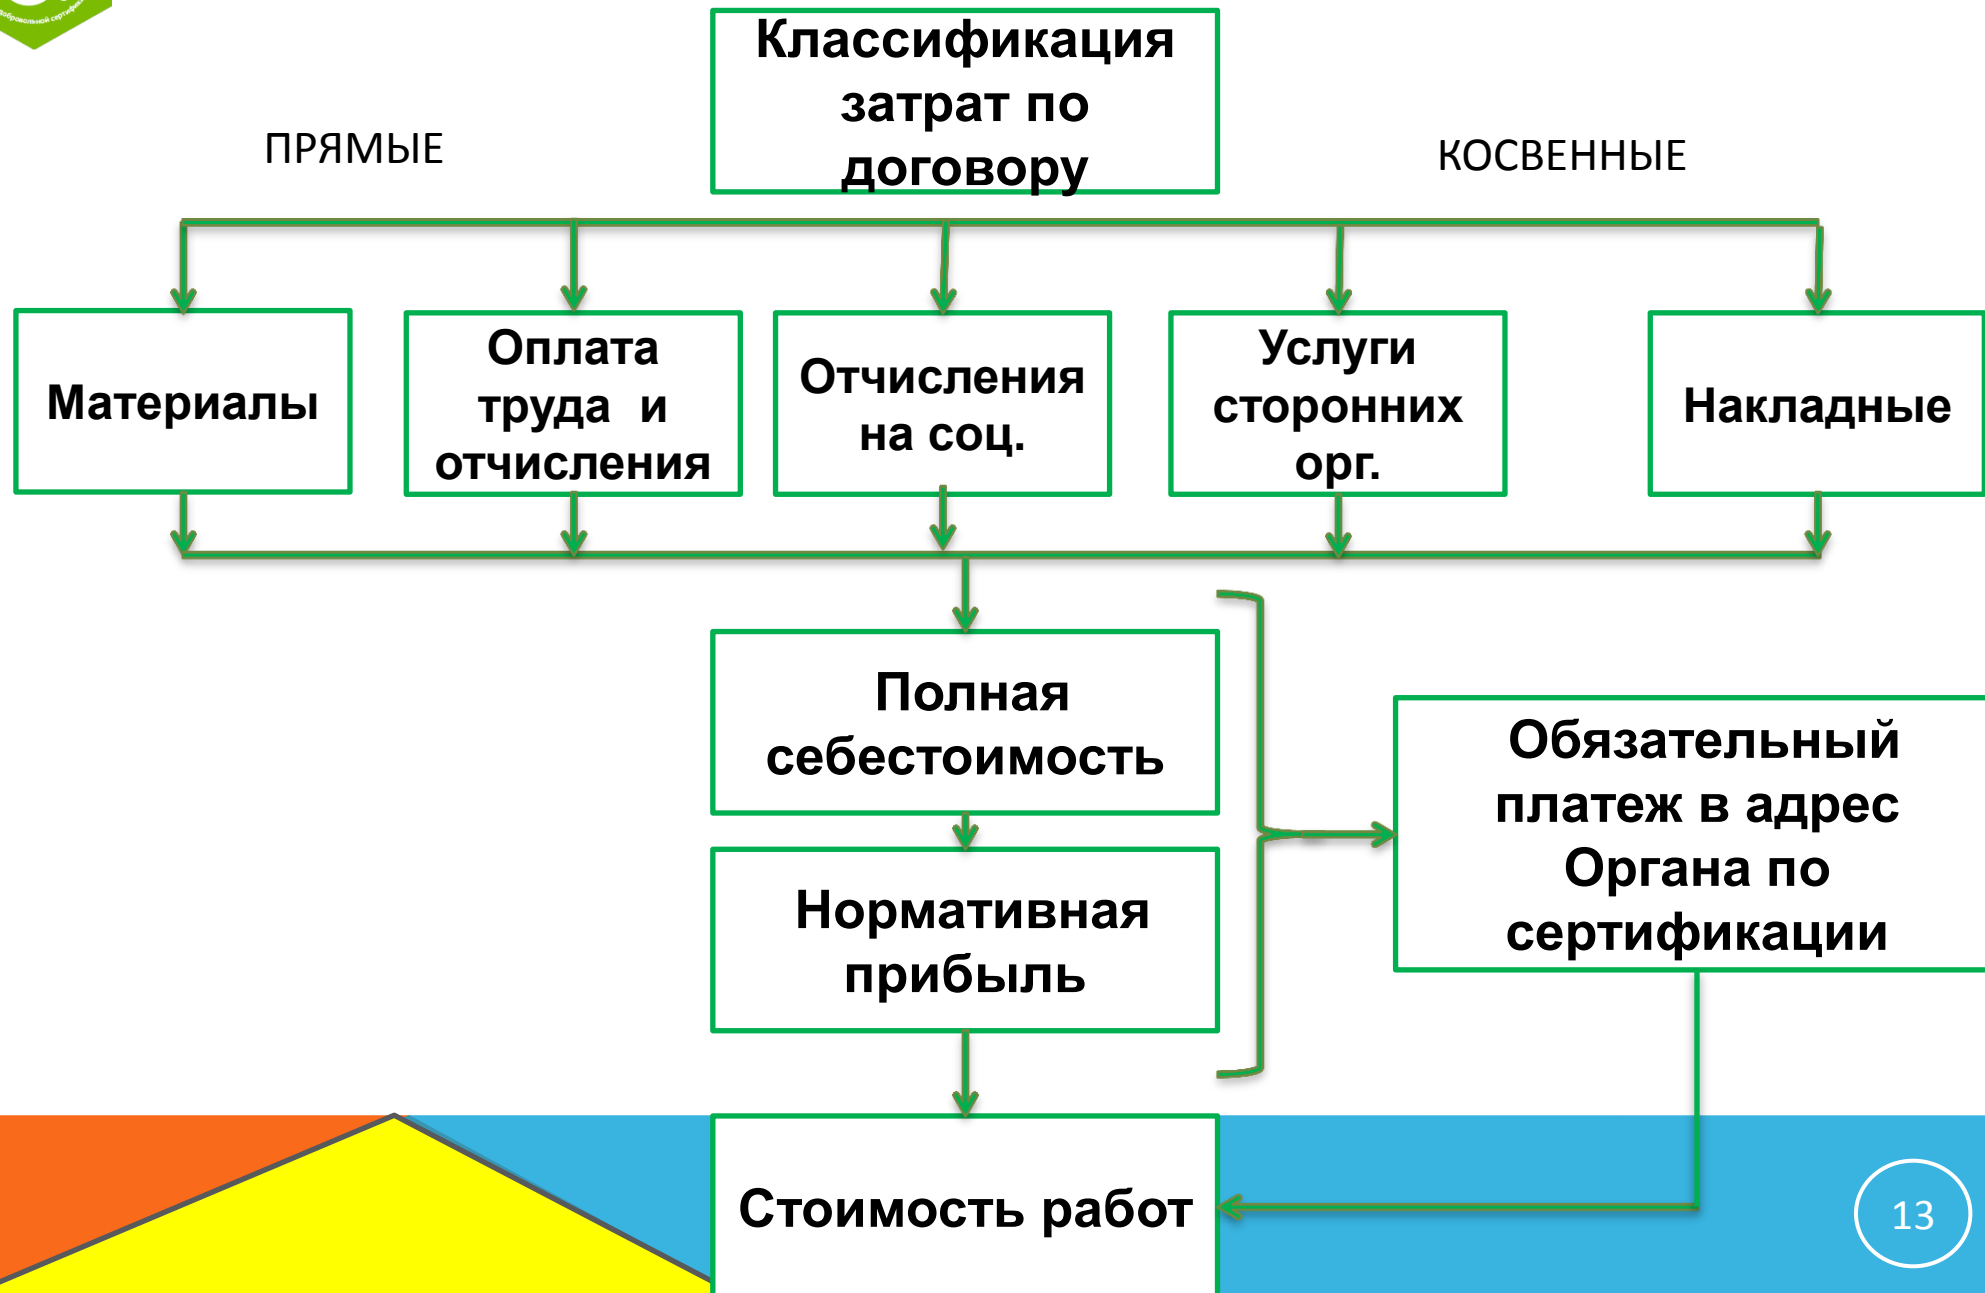 добровольной
Классификация
затрат по
договору
ПРЯМЫЕ
КОСВЕННЫЕ
Материалы
Оплата
труда и
отчисления
Отчисления
на соц.
Услуги
сторонних
орг.
Накладные
Полная
себестоимость
Нормативная
прибыль
Обязательный
платеж в адрес
Органа по
сертификации
Стоимость работ
13